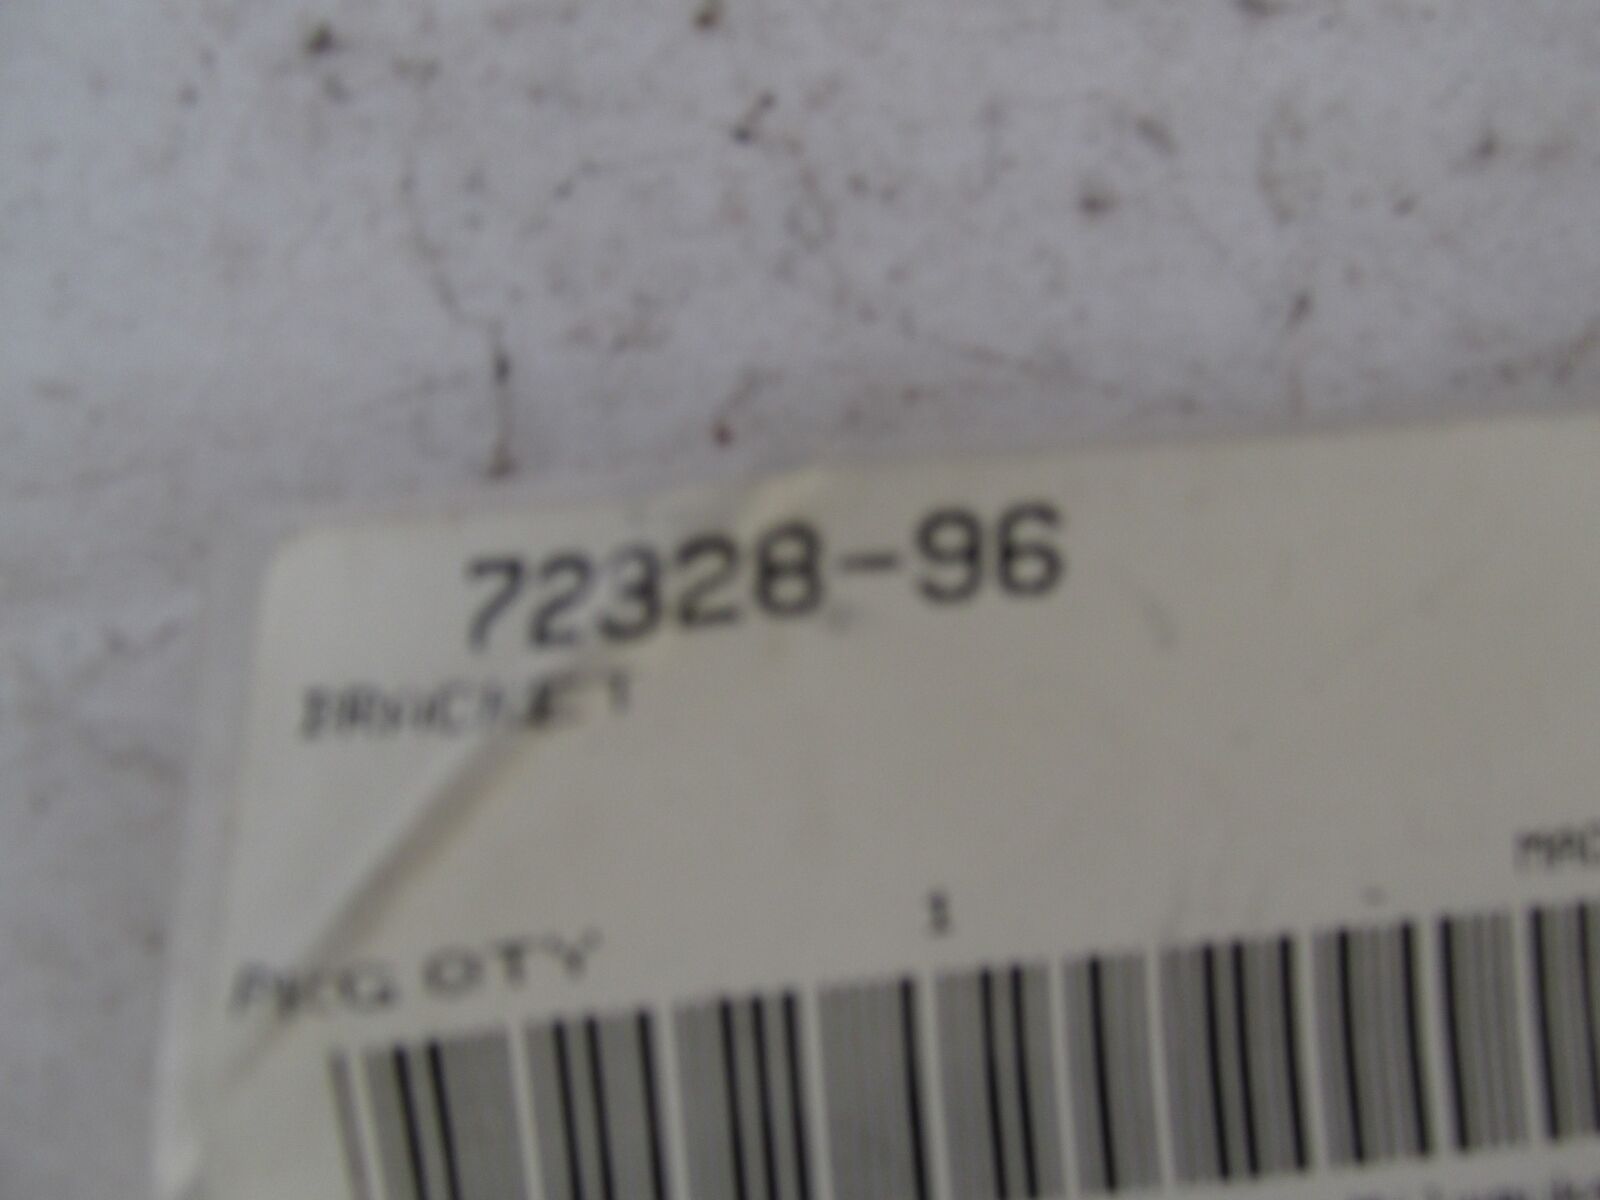 72328-96
BRACKET
PKG QTY 1